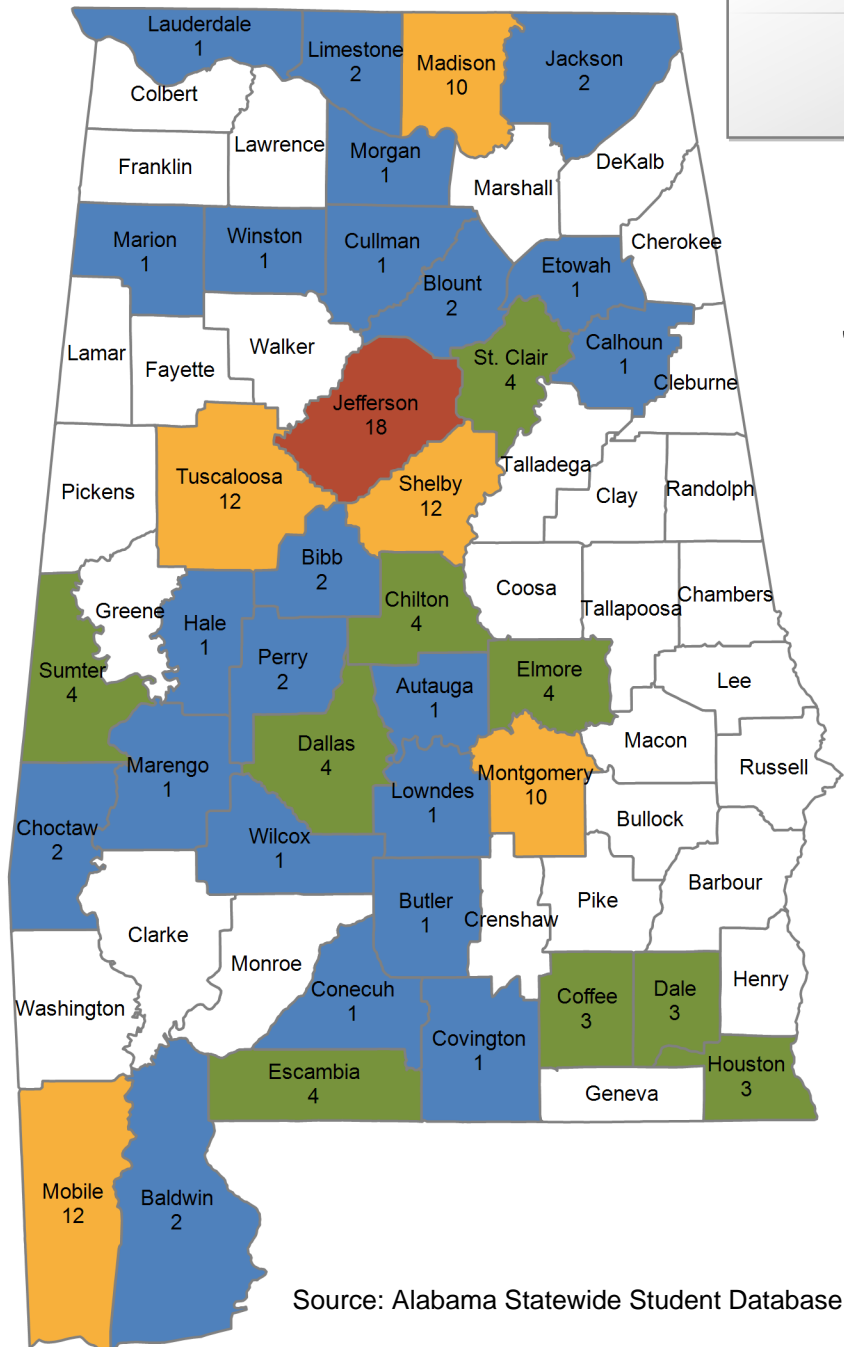 Lauderdale
1
Limestone
2
Madison
10
Jackson
2
Colbert
Lawrence
Franklin
Morgan
1
Marshall
DeKalb
Marion
1
Winston
1
Cullman
1
Blount
2
Etowah
1
Cherokee
Lamar
Fayette
Walker
Jefferson
18
St. Clair
4
Calhoun
1
Cleburne
Pickens
Tuscaloosa
12
Shelby
12
Talladega
Clay
Randolph
Bibb
2
Chilton
4
Coosa
Tallapoosa
Chambers
Greene
Hale
1
Perry
2
Sumter
4
Autauga
1
Elmore
4
Lee
Dallas
4
Marengo
1
Lowndes
1
Montgomery
10
Macon
Russell
Bullock
Choctaw
2
Wilcox
1
Clarke
Monroe
Butler
1
Crenshaw
Pike
Barbour
Washington
Conecuh
1
Covington
1
Coffee
3
Dale
3
Henry
Escambia
4
Geneva
Houston
3
Mobile
12
Baldwin
2
Source: Alabama Statewide Student Database